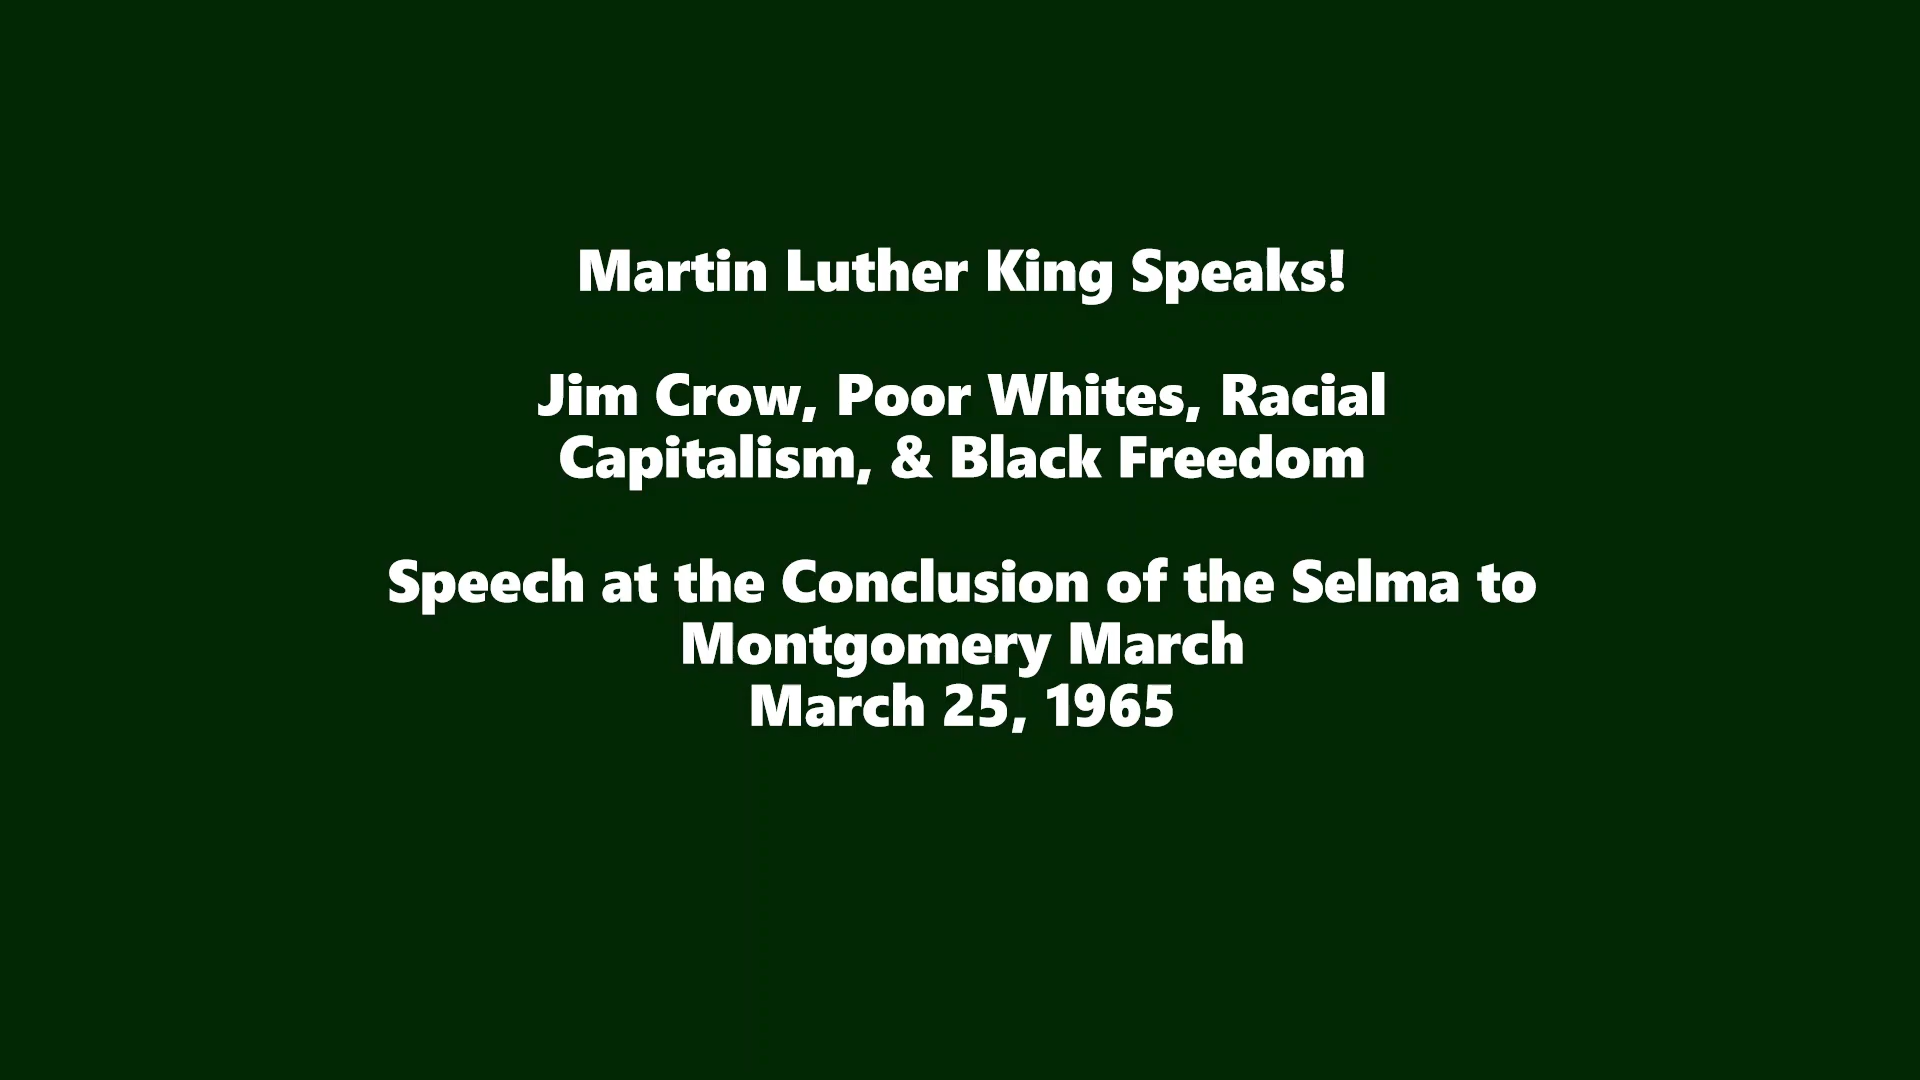 Martin Luther King Speaks!
Jim Crow, Poor Whites, Racial
Capitalism, & Black Freedom
Speech at the Conclusion of the Selma to
Montgomery March
March 25, 1965